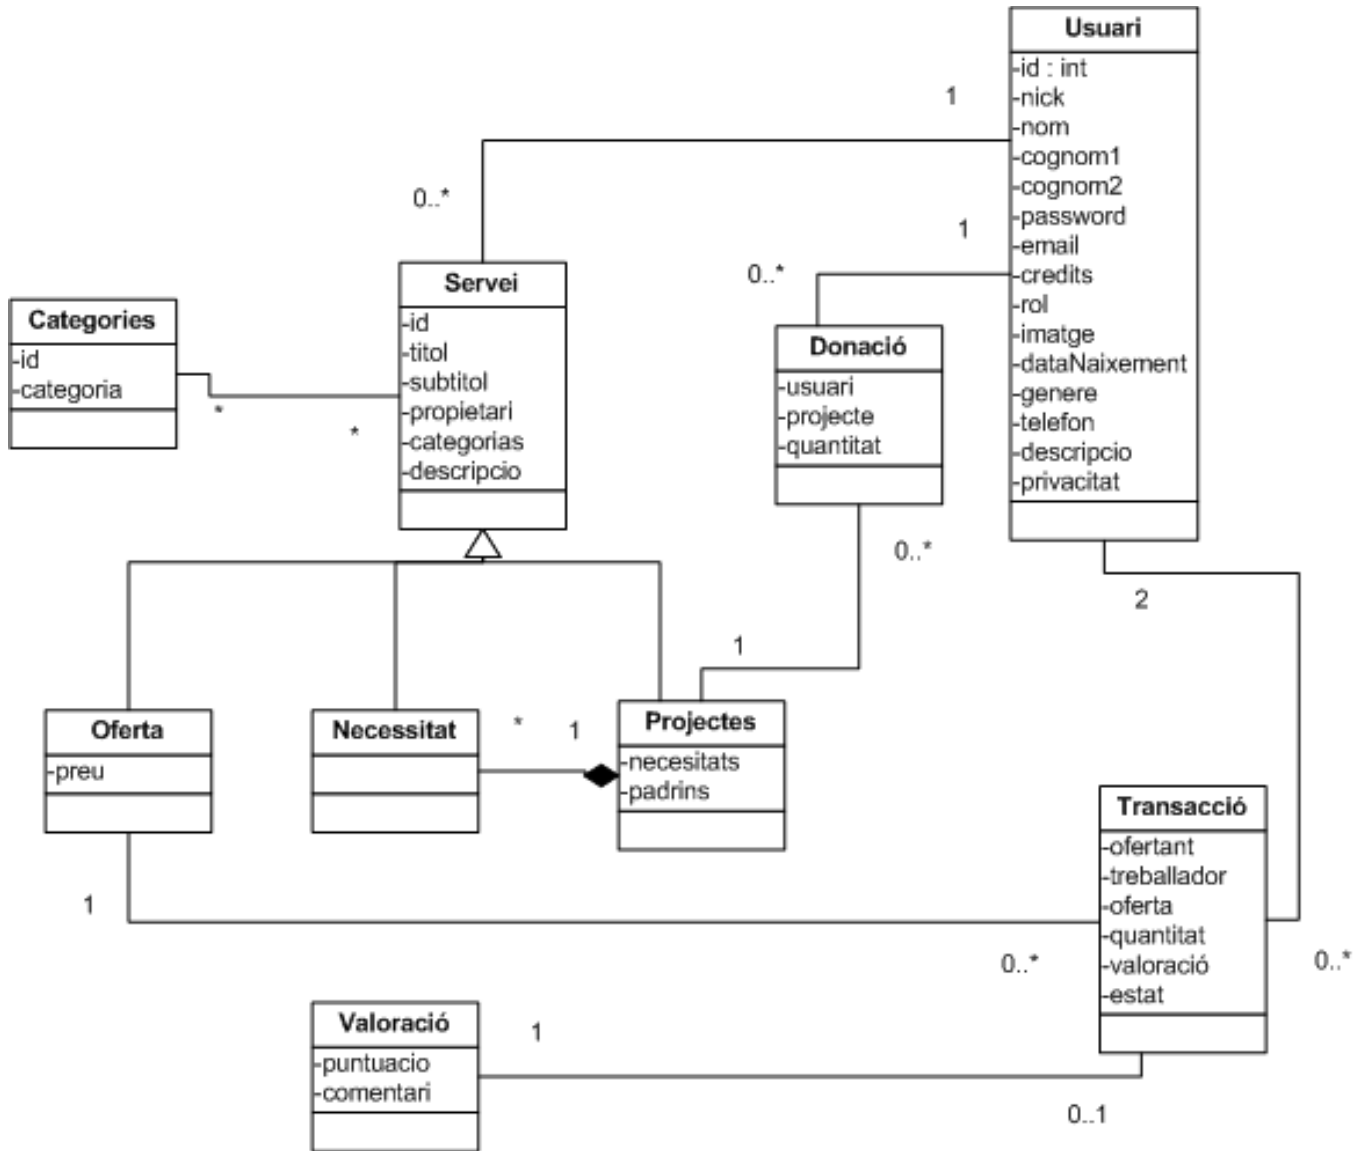 Usuari
-id : int
-nick
-nom
-cognom1
-cognom2
-password
-email
-credits
-rol
-imatge
-dataNaixement
-genere
-telefon
-descripcio
-privacitat
1
0..*
1
0..*
Servei
-id
-titol
-subtitol
-propietari
-categorias
-descripcio
Categories
-id
-categoria
*
*
Donació
-usuari
-projecte
-quantitat
0..*
1
2
Oferta
-preu
Necessitat
*
1
Projectes
-necesitats
-padrins
Transacció
-ofertant
-treballador
-oferta
-quantitat
-valoració
-estat
1
0..*
0..*
Valoració
-puntuacio
-comentari
1
0..1